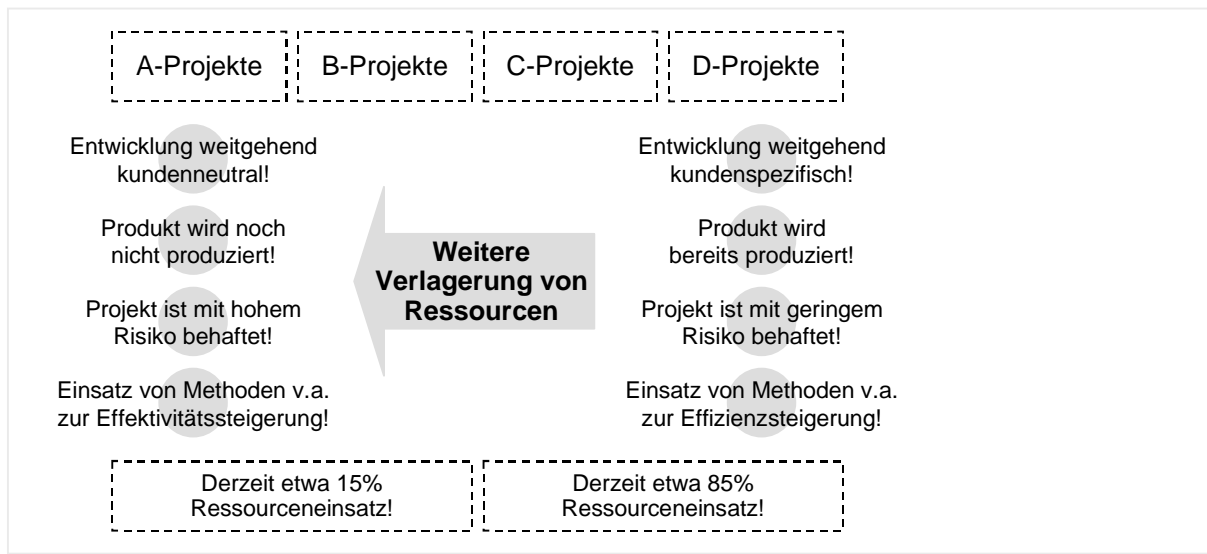 A-Projekte
B-Projekte
C-Projekte
D-Projekte
Entwicklung weitgehend
kundenneutral!
Produkt wird noch
nicht produziert!
Projekt ist mit hohem
Risiko behaftet!
Einsatz von Methoden v.a.
zur Effektivitätssteigerung!
Weitere
Verlagerung von
Ressourcen
Entwicklung weitgehend
kundenspezifisch!
Produkt wird
bereits produziert!
Projekt ist mit geringem
Risiko behaftet!
Einsatz von Methoden v.a.
zur Effizienzsteigerung!
Derzeit etwa 15%
Ressourceneinsatz!
Derzeit etwa 85%
Ressourceneinsatz!